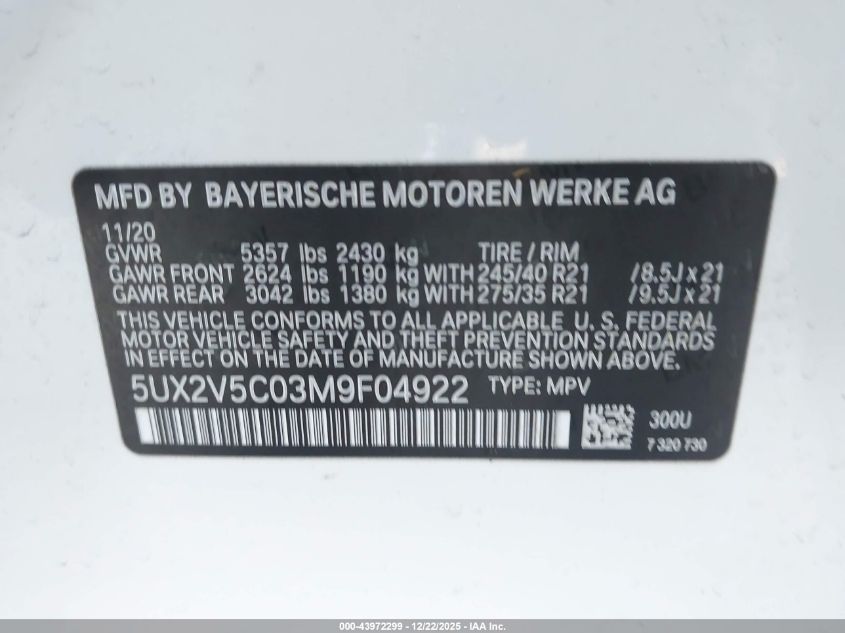 MFD BY BAYERISCHE MOTOREN WERKE AG
11/20
GVWR 5357 lbs 2430 kg TIRE / RIM
GAWR FRONT 2624 lbs 1190 kg WITH 245/40 R21 /8.5J x 21
GAWR REAR 3042 lbs 1380 kg WITH 275/35 R21 /9.5J x 21
THIS VEHICLE CONFORMS TO ALL APPLICABLE U. S. FEDERAL
MOTOR VEHICLE SAFETY AND THEFT PREVENTION STANDARDS
IN EFFECT ON THE DATE OF MANUFACTURE SHOWN ABOVE.
5UX2V5C03M9F04922 TYPE: MPV
300U
7 320 730
000-43972299 - 12/22/2025 - IAA Inc.